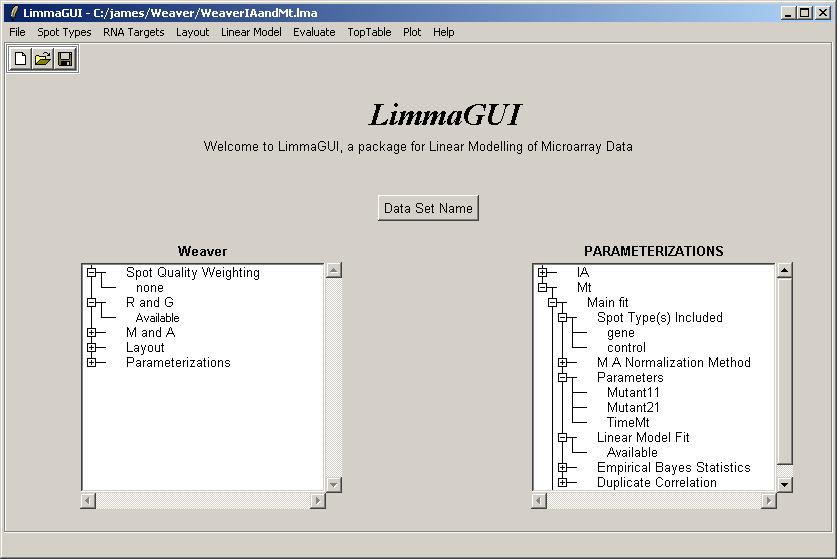 LimmaGUI - C:/james/Weaver/WeaverIAandMt.lma
File Spot Types RNA Targets Layout Linear Model Evaluate TopTable Plot Help
LimmaGUI
Welcome to LimmaGUI, a package for Linear Modelling of Microarray Data
Data Set Name
Weaver
Spot Quality Weighting
none
R and G
Available
M and A
Layout
Parameterizations
PARAMETERIZATIONS
IA
Mt
Main fit
Spot Type(s) Included
gene
control
M A Normalization Method
Parameters
Mutant11
Mutant21
TimeMt
Linear Model Fit
Available
Empirical Bayes Statistics
Duplicate Correlation